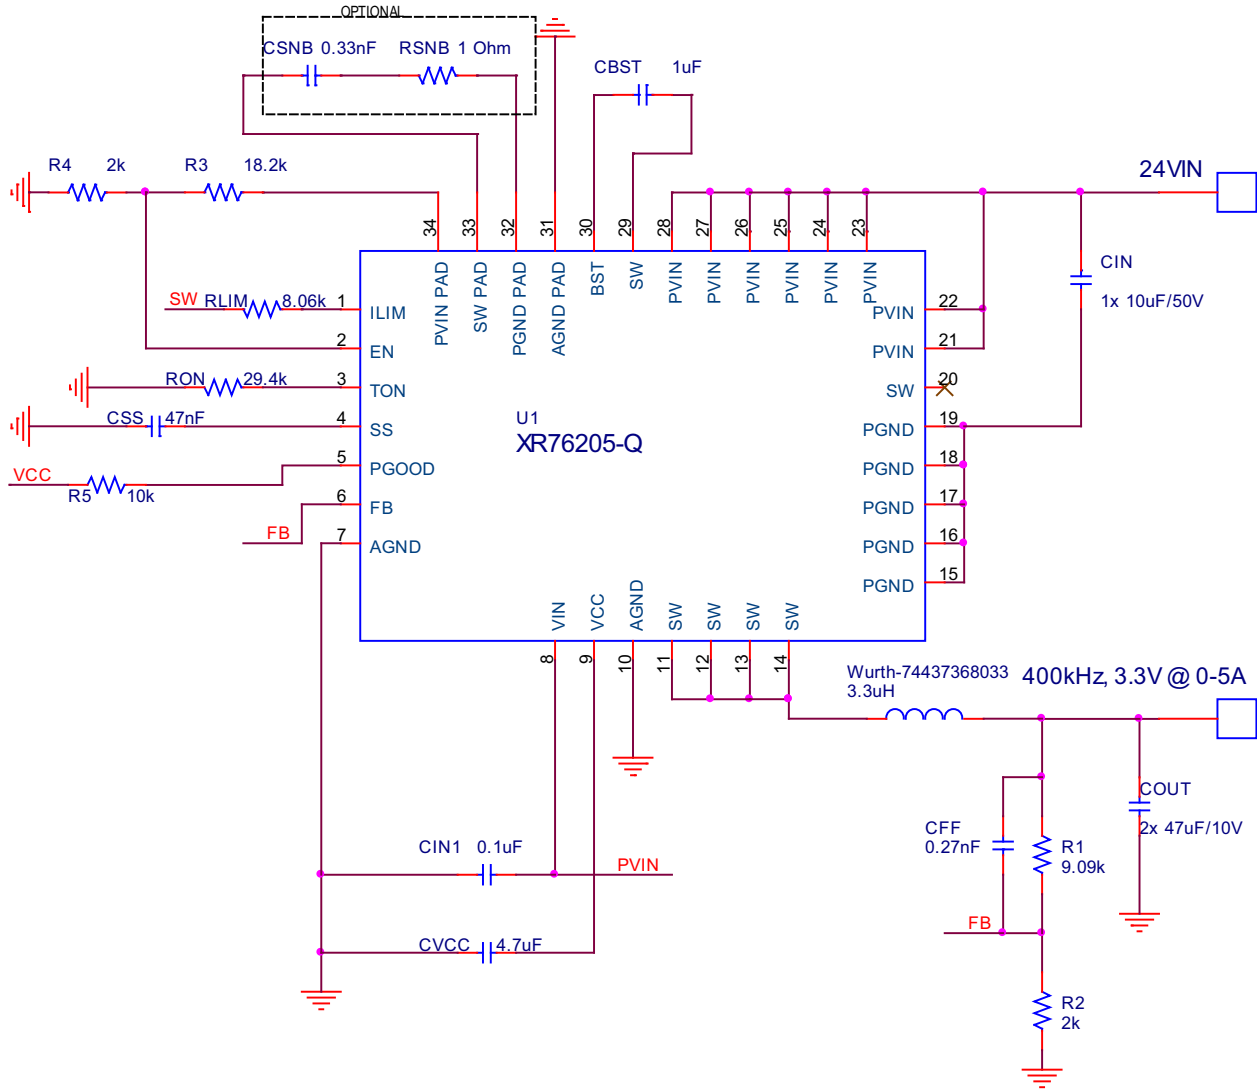 OPTIONAL
CSNB 0.33nF RSNB 1 Ohm
CBST 1uF
R4 2k R3 18.2k
24VIN
34 33 32 31 30 29 28 27 26 25 24 23
PVIN PAD
SW PAD
PGND PAD
AGND PAD
BST
SW
PVIN
PVIN
PVIN
PVIN
PVIN
PVIN
CIN
1x 10uF/50V
SW RLIM 8.06k 1 ILIM
PVIN 22
2 EN
PVIN 21
RON 29.4k 3 TON
SW 20
CSS 47nF 4 SS
U1
XR76205-Q
PGND 19
VCC
R5 10k
5 PGOOD
PGND 18
6 FB
PGND 17
FB
7 AGND
PGND 16
PGND 15
VIN
VCC
AGND
SW
SW
SW
SW
8 9 10 11 12 13 14
Wurth-74437368033
3.3uH
400kHz, 3.3V @ 0-5A
COUT
2x 47uF/10V
CFF
0.27nF
R1
9.09k
CIN1 0.1uF
PVIN
FB
CVCC 4.7uF
R2
2k